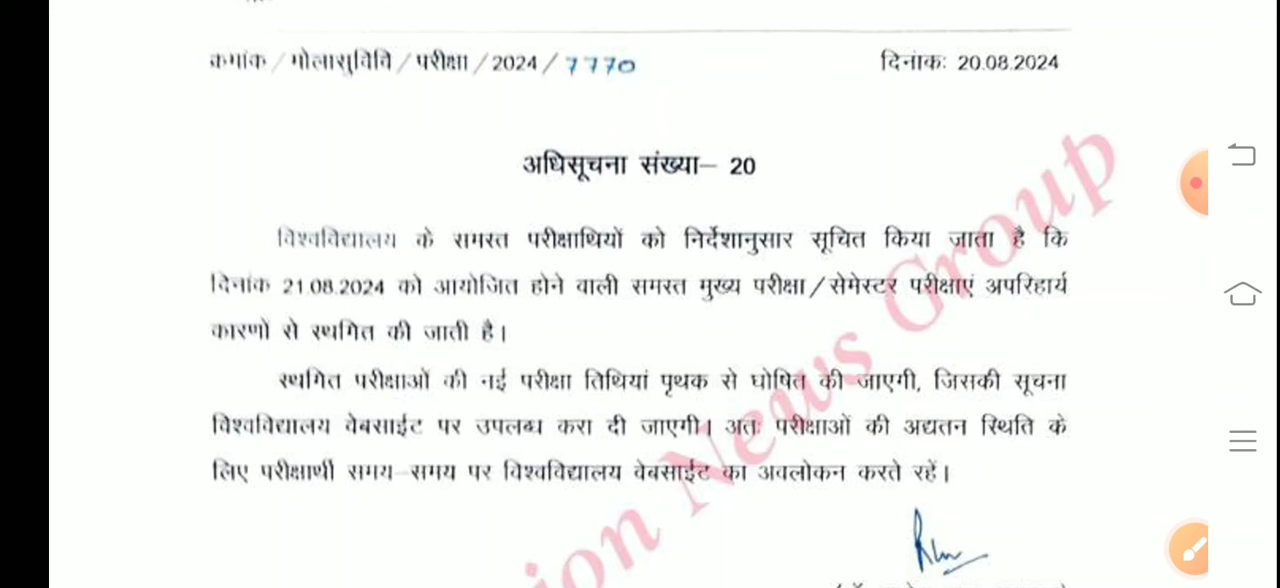 कमांक / मोलासुविवि / परीक्षा / 2024 / 7770 दिनांकः 20.08.2024
अधिसूचना संख्या– 20
विश्वविद्यालय के समस्त परीक्षाथियों को निर्देशानुसार सूचित किया जाता है कि
दिनांक 21.08.2024 को आयोजित होने वाली समस्त मुख्य परीक्षा / सेमेस्टर परीक्षाएं अपरिहार्य
कारणों से स्थगित की जाती है।
स्थगित परीक्षाओं की नई परीक्षा तिथियां पृथक से घोषित की जाएगी, जिसकी सूचना
विश्वविद्यालय वेबसाईट पर उपलब्ध करा दी जाएगी। अतः परीक्षाओं की अद्यतन स्थिति के
लिए परीक्षार्थी समय–समय पर विश्वविद्यालय वेबसाईट का अवलोकन करते रहें।
News Group